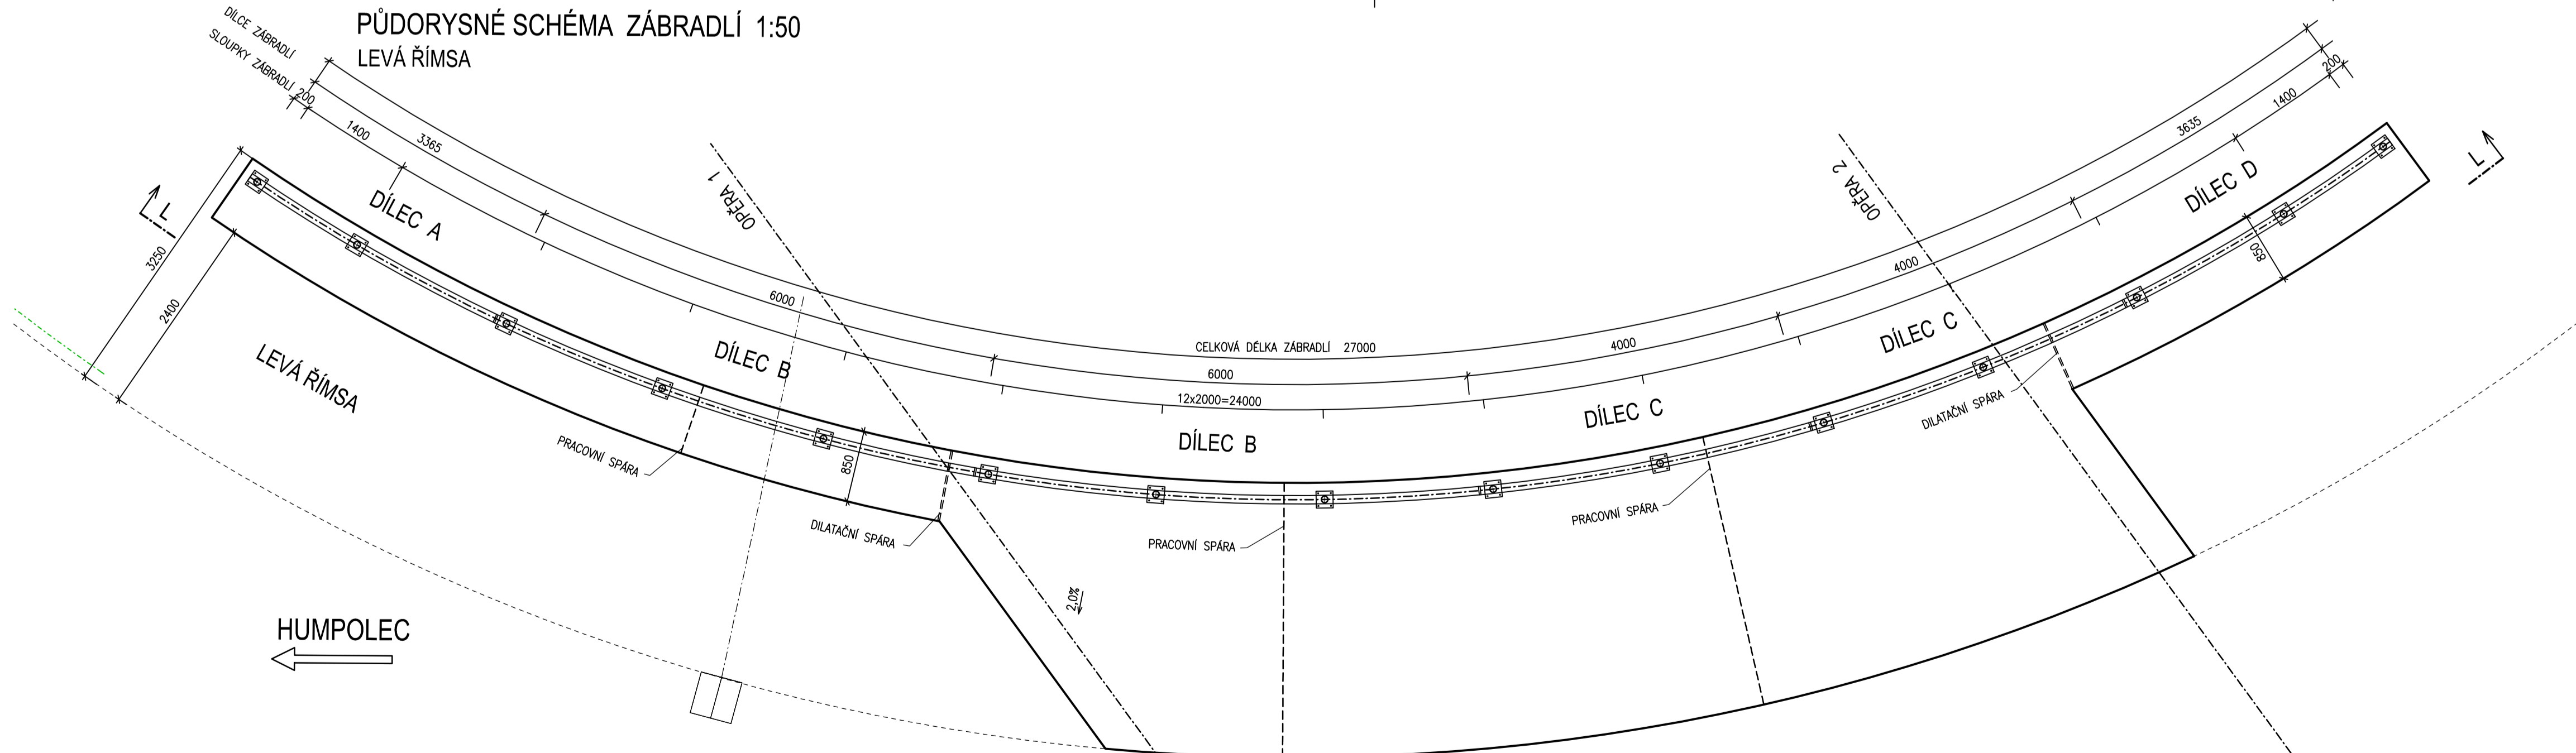 PŮDORYSNÉ SCHÉMA ZÁBRADLÍ 1:50
LEVÁ ŘÍMSA
DÍLCE ZÁBRADLÍ
SLOUPKY ZÁBRADLÍ
200
1400
3365
6000
CELKOVÁ DÉLKA ZÁBRADLÍ 27000
6000
12x2000=24000
4000
4000
3635
1400
200
L
L
3250
2400
DÍLEC A
OPĚRA 1
DÍLEC B
DÍLEC B
DÍLEC C
DÍLEC C
OPĚRA 2
DÍLEC D
850
850
LEVÁ ŘÍMSA
PRACOVNÍ SPÁRA
DILATAČNÍ SPÁRA
PRACOVNÍ SPÁRA
PRACOVNÍ SPÁRA
DILATAČNÍ SPÁRA
2,0%
HUMPOLEC